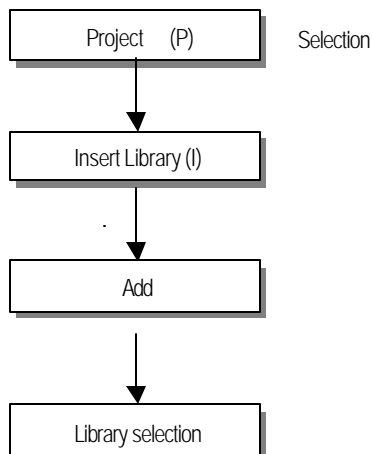 Project (P) Selection
Insert Library (I)
.
Add
Library selection